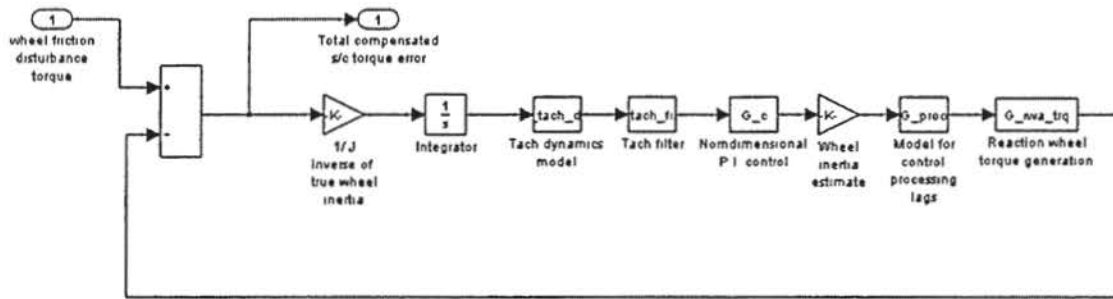 1
wheel friction
disturbance
torque
1
Total compensated
s/c torque error
+
-
-K-
1/J
Inverse of
true wheel
inertia
1
s
Integrator
tach_d
Tach dynamics
model
tach_fi
Tach filter
G_c
Nondimensional
P I control
-K-
Wheel
inertia
estimate
G_proc
Model for
control
processing
lags
G_rwa_trq
Reaction wheel
torque generation